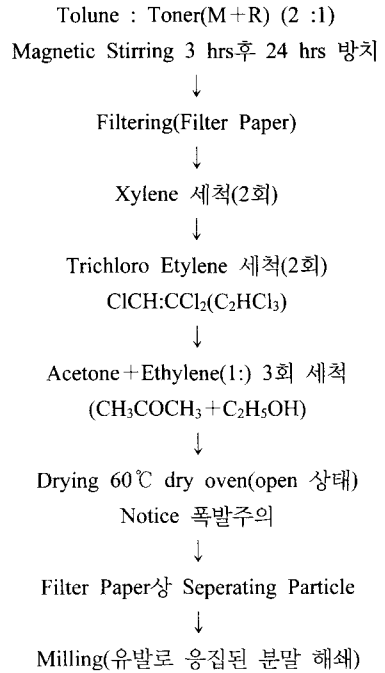 Tolune : Toner(M+R) (2 :1)
Magnetic Stirring 3 hrs후 24 hrs 방치
↓
Filtering(Filter Paper)
↓
Xylene 세척(2회)
↓
Trichloro Etylene 세척(2회)
ClCH:CCl₂(C₂HCl₃)
↓
Acetone+Ethylene(1:) 3회 세척
(CH₃COCH₃+C₂H₅OH)
↓
Drying 60℃ dry oven(open 상태)
Notice 폭발주의
↓
Filter Paper상 Seperating Particle
↓
Milling(유발로 응집된 분말 해쇄)